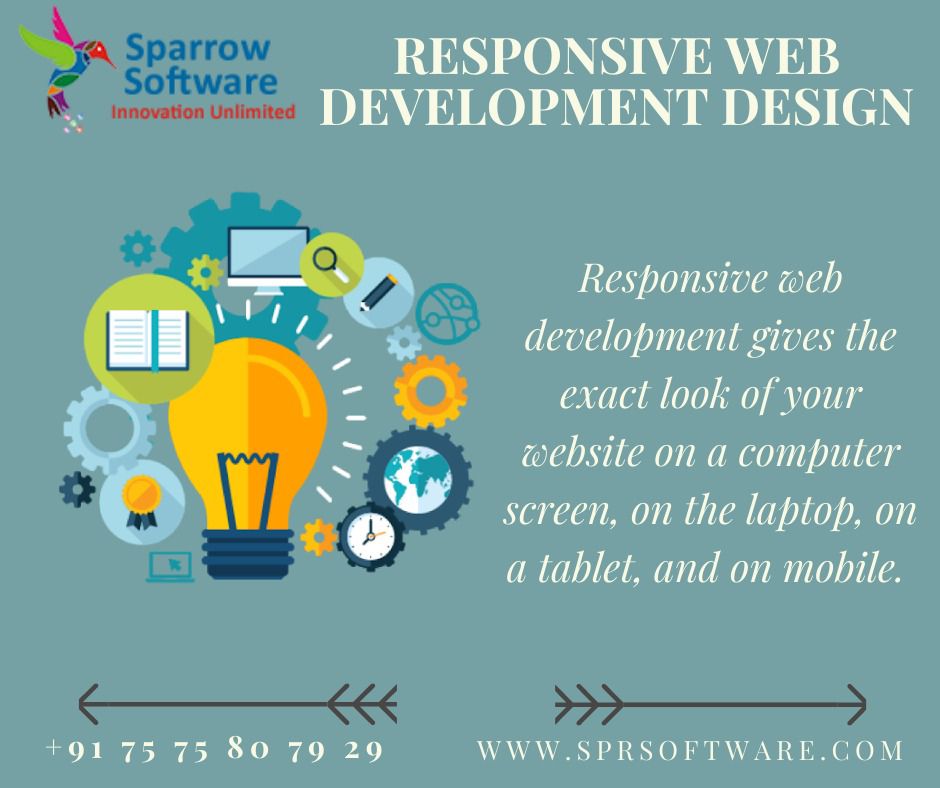 Sparrow
Software
Innovation Unlimited
RESPONSIVE WEB
DEVELOPMENT DESIGN
Responsive web
development gives the
exact look of your
website on a computer
screen, on the laptop, on
a tablet, and on mobile.
+91 75 75 80 79 29
WWW.SPRSOFTWARE.COM